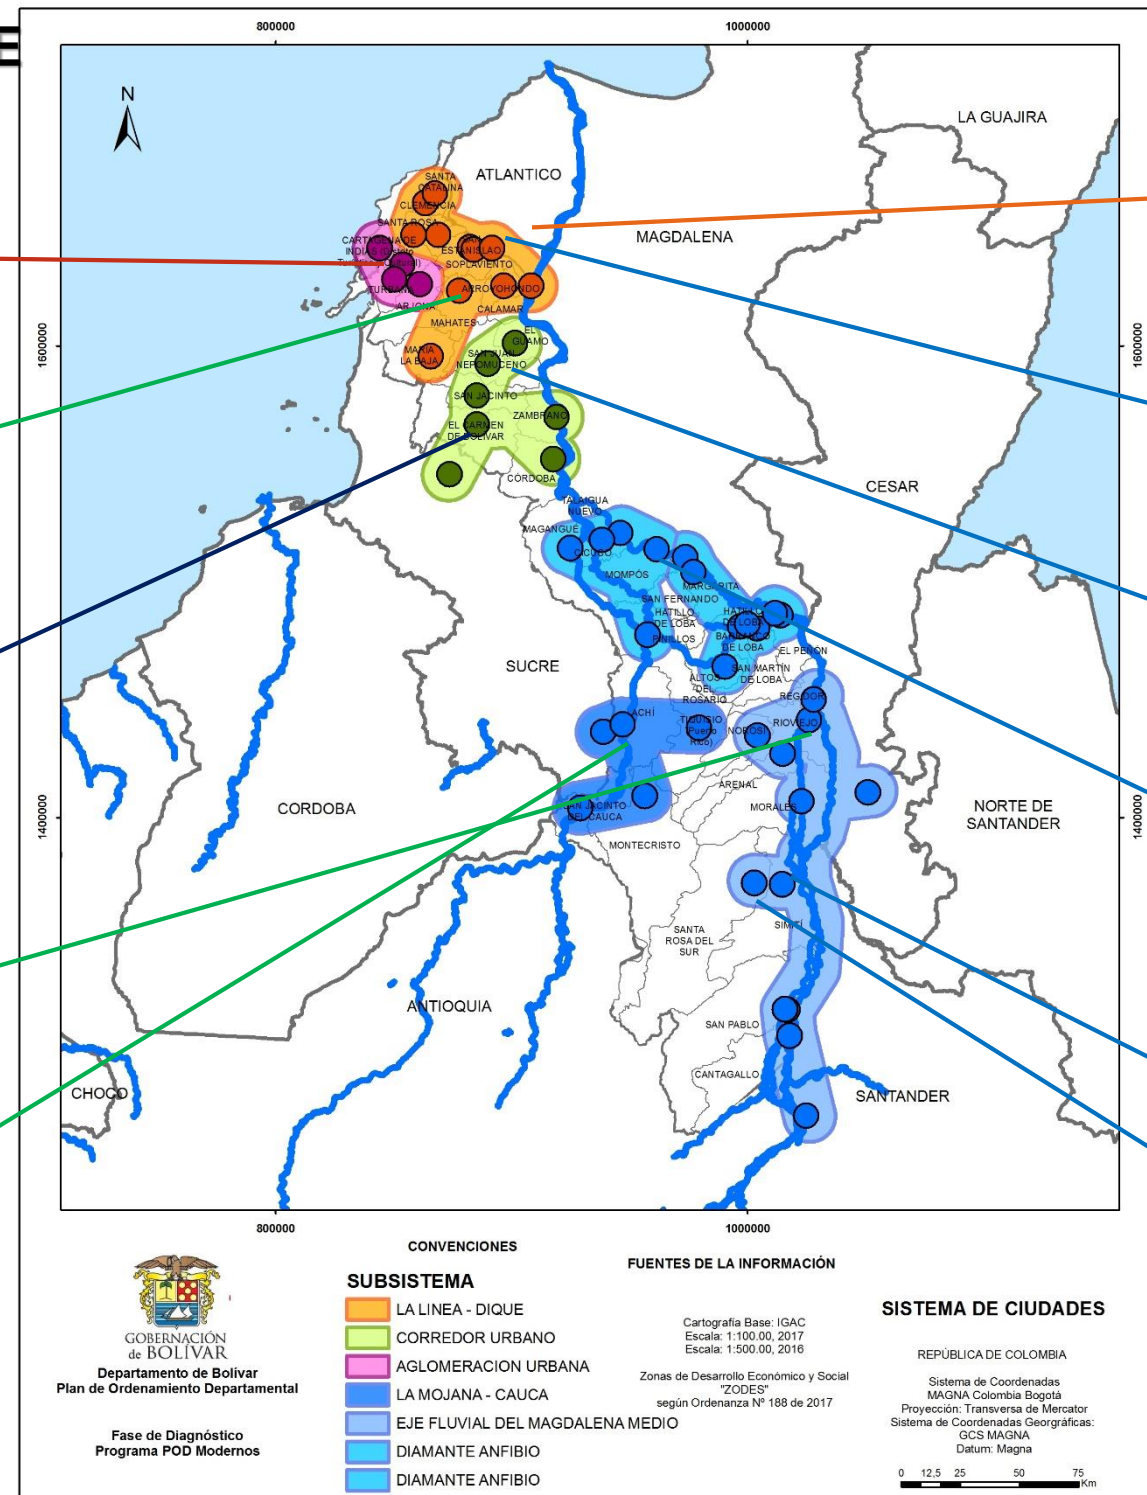 E
800000
1000000
N
LA GUAJIRA
ATLANTICO
SANTA
CATALINA
CLEMENCIA
MAGDALENA
SANTA ROSA
CARTAGENA DE
INDIAS (Distrito
SAN
ESTANISLAO
SOPLAVIENTO
TURBANA
ARROYOHONDO
ARJONA
CALAMAR
MAHATES
1600000
1600000
EL
GUAMO
MARIA
LA BAJA
SAN JUAN
NEPOMUCENO
SAN JACINTO
ZAMBRANO
EL CARMEN
DE BOLIVAR
CÓRDOBA
CESAR
TALAIGUA
NUEVO
MAGANGUÉ
CICUCO
MOMPÓS
MARGARITA
SAN FERNANDO
HATILLO
DE LOBA
HATILLO
DE LOBA
PINILLOS
BARRANCO
DE LOBA
EL PEÑÓN
SUCRE
SAN MARTIN
DE LOBA
ALTOS
DEL
ROSARIO
REGIDOR
ACHÍ
TIQUISIO
(Puerto
Rico)
NOROSÍ
RIOVIEJO
ARENAL
MORALES
SAN JACINTO
DEL CAUCA
CORDOBA
NORTE DE
SANTANDER
1400000
1400000
MONTECRISTO
SANTA
ROSA DEL
SUR
SIMITÍ
ANTIOQUIA
SAN PABLO
CANTAGALLO
CHOCO
SANTANDER
800000
1000000
GOBERNACIÓN
de BOLÍVAR
Departamento de Bolívar
Plan de Ordenamiento Departamental
Fase de Diagnóstico
Programa POD Modernos
CONVENCIONES
SUBSISTEMA
LA LINEA - DIQUE
CORREDOR URBANO
AGLOMERACION URBANA
LA MOJANA - CAUCA
EJE FLUVIAL DEL MAGDALENA MEDIO
DIAMANTE ANFIBIO
DIAMANTE ANFIBIO
FUENTES DE LA INFORMACIÓN
Cartografía Base: IGAC
Escala: 1:100.00, 2017
Escala: 1:500.00, 2016
Zonas de Desarrollo Económico y Social
"ZODES"
según Ordenanza Nº 188 de 2017
SISTEMA DE CIUDADES
REPÚBLICA DE COLOMBIA
Sistema de Coordenadas
MAGNA Colombia Bogotá
Proyección: Transversa de Mercator
Sistema de Coordenadas Georgráficas:
GCS MAGNA
Datum: Magna
0 12,5 25 50 75
Km